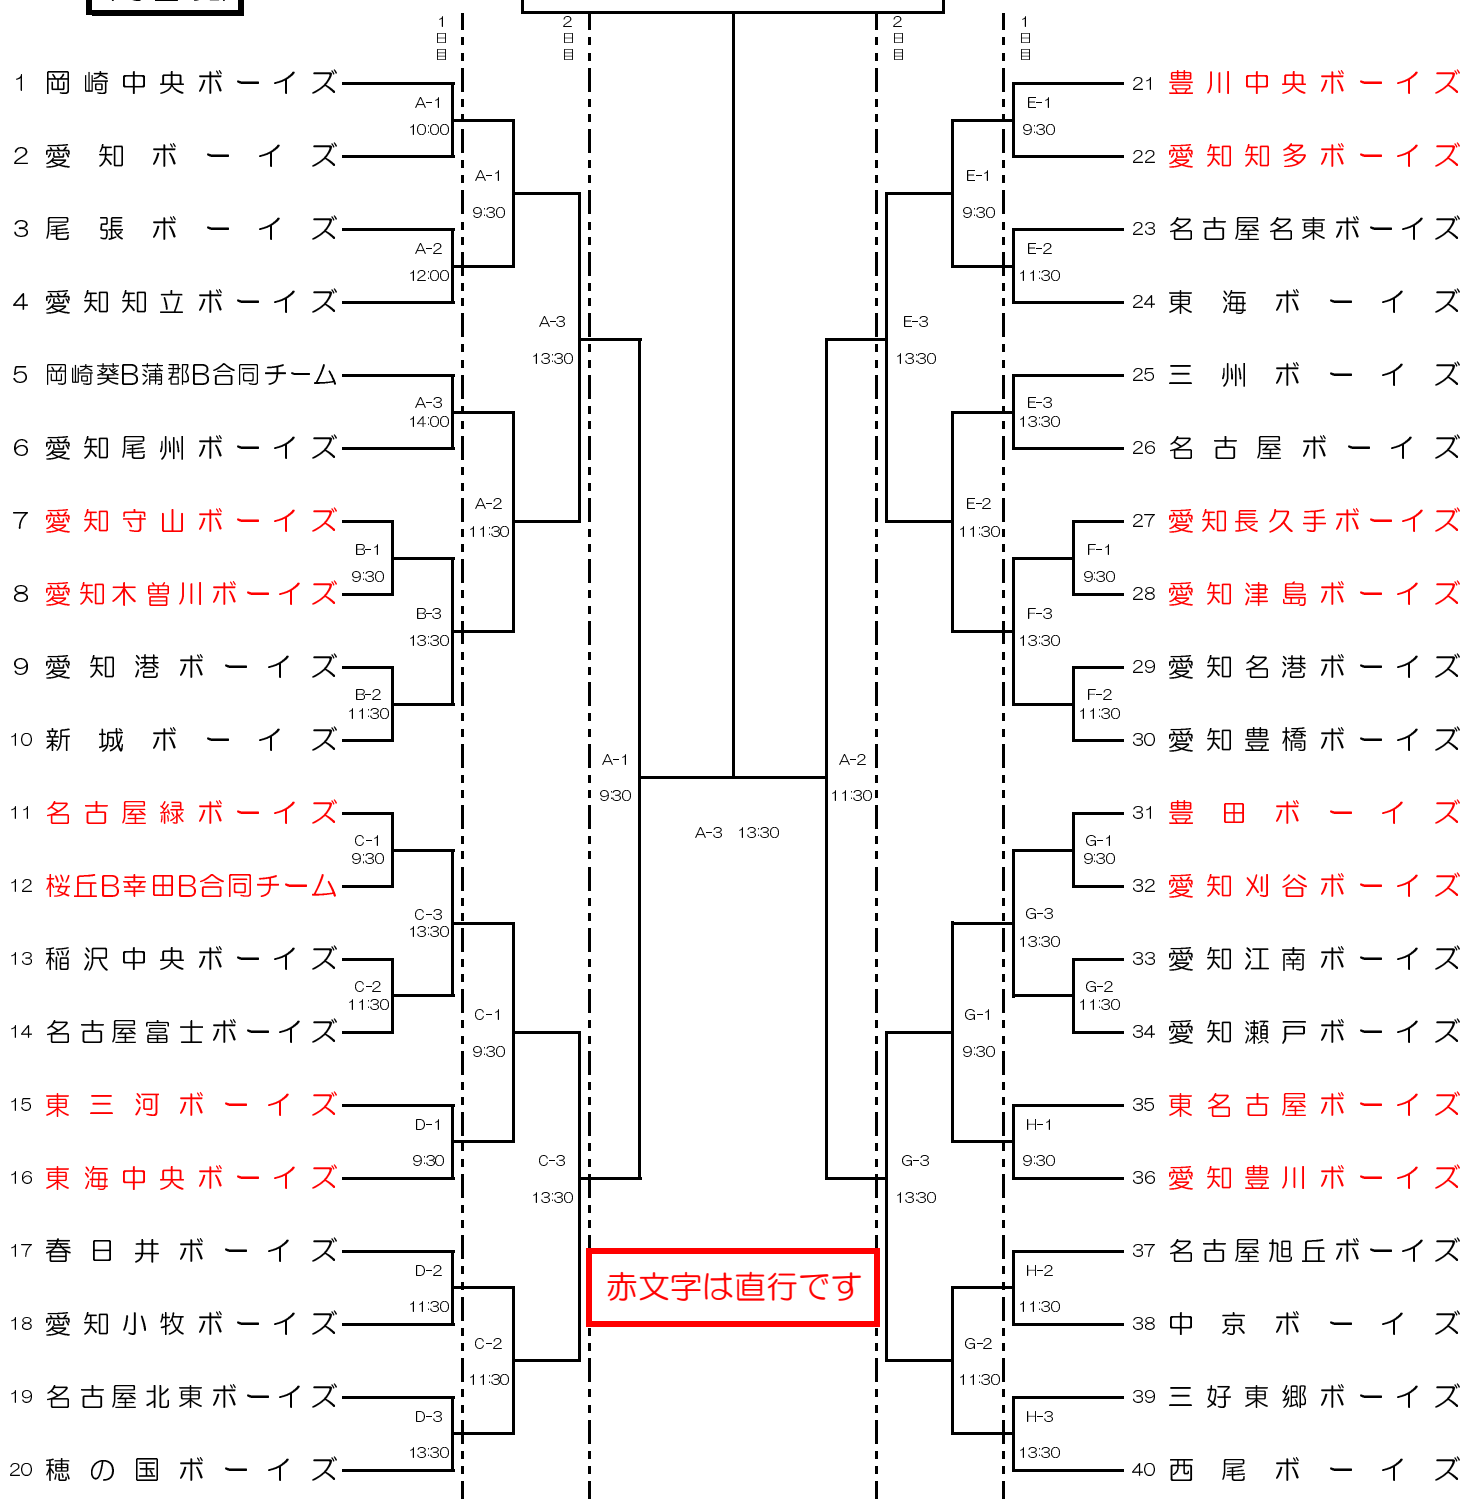 1日目
2日目
2日目
1日目
1 岡崎中央ボーイズ
A-1
10:00
2 愛知ボーイズ
A-1
9:30
3 尾張ボーイズ
A-2
12:00
4 愛知知立ボーイズ
A-3
13:30
5 岡崎葵B蒲郡B合同チーム
A-3
14:00
6 愛知尾州ボーイズ
A-2
11:30
7 愛知守山ボーイズ
B-1
9:30
8 愛知木曽川ボーイズ
B-3
13:30
9 愛知港ボーイズ
B-2
11:30
10 新城ボーイズ
A-1
9:30
11 名古屋緑ボーイズ
C-1
9:30
12 桜丘B幸田B合同チーム
C-3
13:30
13 稲沢中央ボーイズ
C-2
11:30
14 名古屋富士ボーイズ
C-1
9:30
15 東三河ボーイズ
D-1
9:30
16 東海中央ボーイズ
C-3
13:30
17 春日井ボーイズ
D-2
11:30
18 愛知小牧ボーイズ
C-2
11:30
19 名古屋北東ボーイズ
D-3
13:30
20 穂の国ボーイズ
A-3 13:30
赤文字は直行です
21 豊川中央ボーイズ
E-1
9:30
22 愛知知多ボーイズ
E-1
9:30
23 名古屋名東ボーイズ
E-2
11:30
24 東海ボーイズ
E-3
13:30
25 三州ボーイズ
E-3
13:30
26 名古屋ボーイズ
E-2
11:30
27 愛知長久手ボーイズ
F-1
9:30
28 愛知津島ボーイズ
F-3
13:30
29 愛知名港ボーイズ
F-2
11:30
30 愛知豊橋ボーイズ
A-2
11:30
31 豊田ボーイズ
G-1
9:30
32 愛知刈谷ボーイズ
G-3
13:30
33 愛知江南ボーイズ
G-2
11:30
34 愛知瀬戸ボーイズ
G-1
9:30
35 東名古屋ボーイズ
H-1
9:30
36 愛知豊川ボーイズ
G-3
13:30
37 名古屋旭丘ボーイズ
H-2
11:30
38 中京ボーイズ
G-2
11:30
39 三好東郷ボーイズ
H-3
13:30
40 西尾ボーイズ